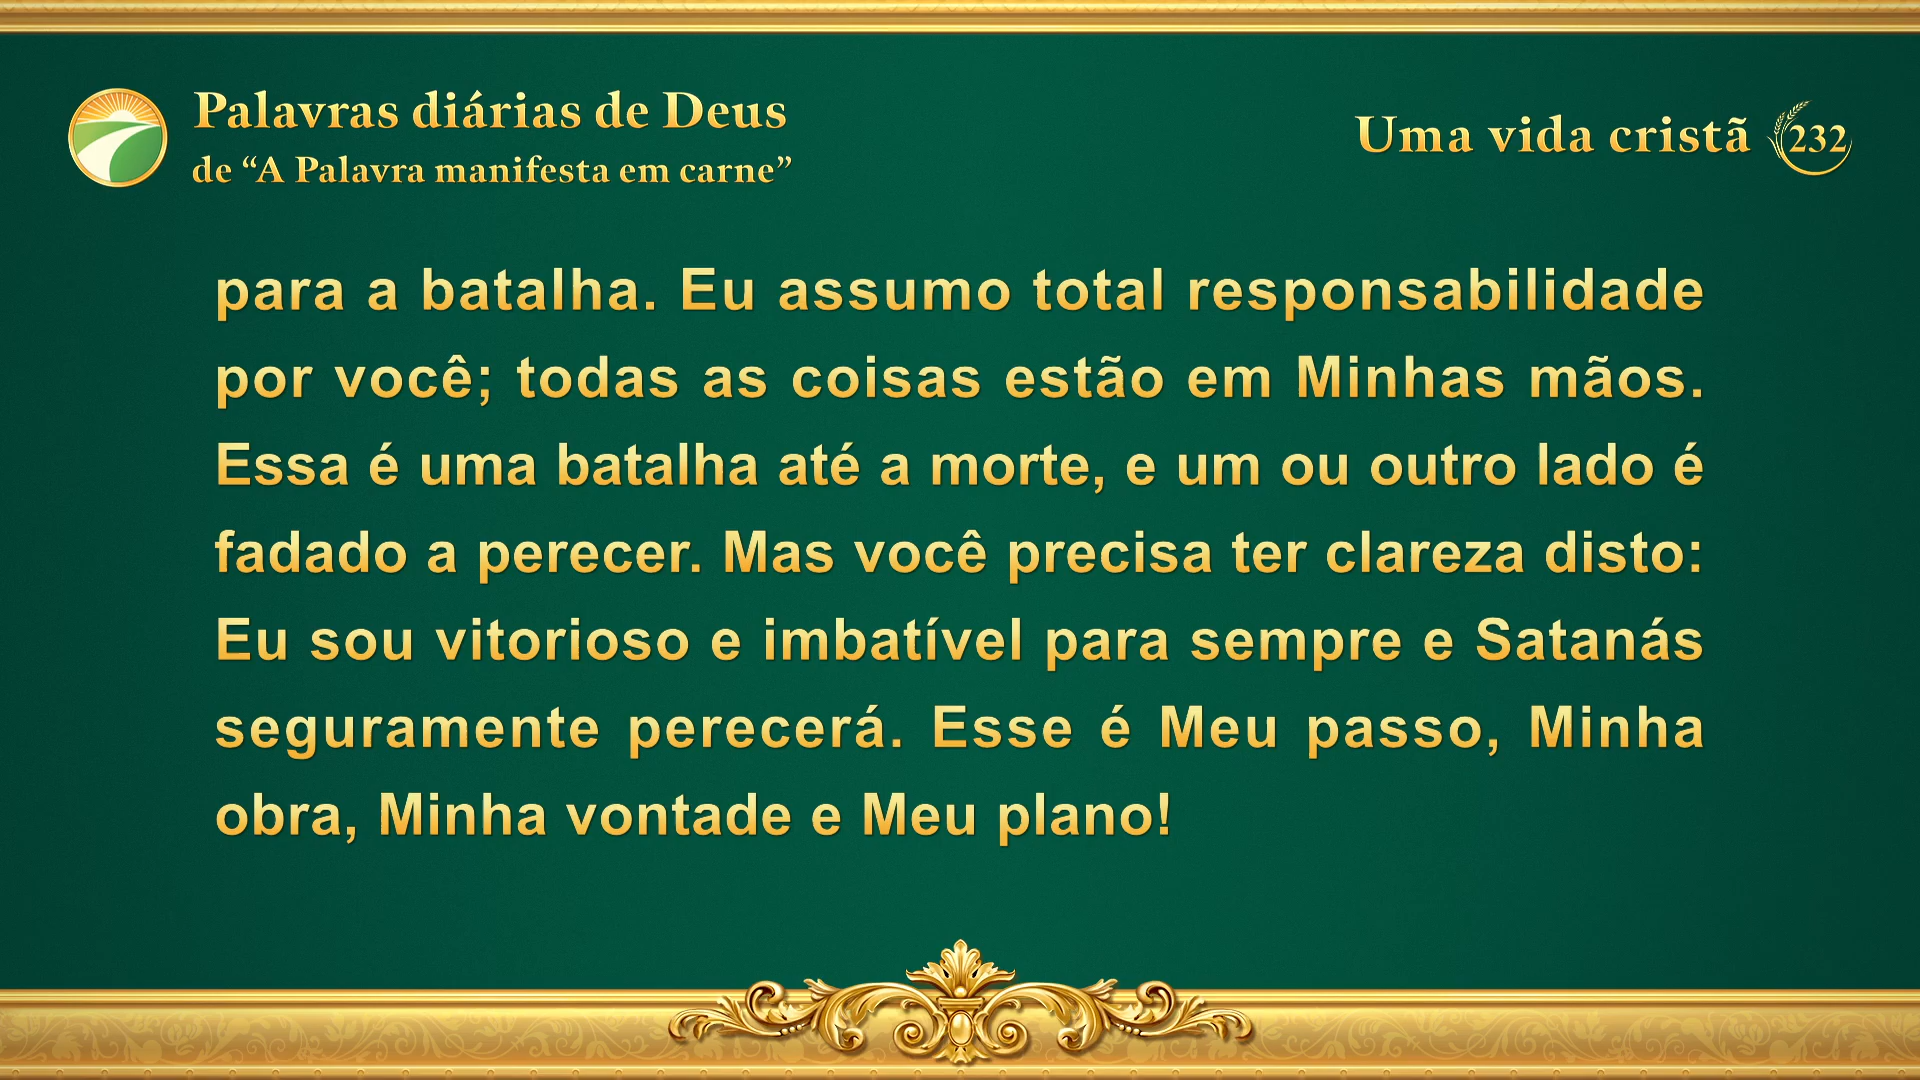 Palavras diárias de Deus
de “A Palavra manifesta em carne”
Uma vida cristã 232
para a batalha. Eu assumo total responsabilidade
por você; todas as coisas estão em Minhas mãos.
Essa é uma batalha até a morte, e um ou outro lado é
fadado a perecer. Mas você precisa ter clareza disto:
Eu sou vitorioso e imbatível para sempre e Satanás
seguramente perecerá. Esse é Meu passo, Minha
obra, Minha vontade e Meu plano!